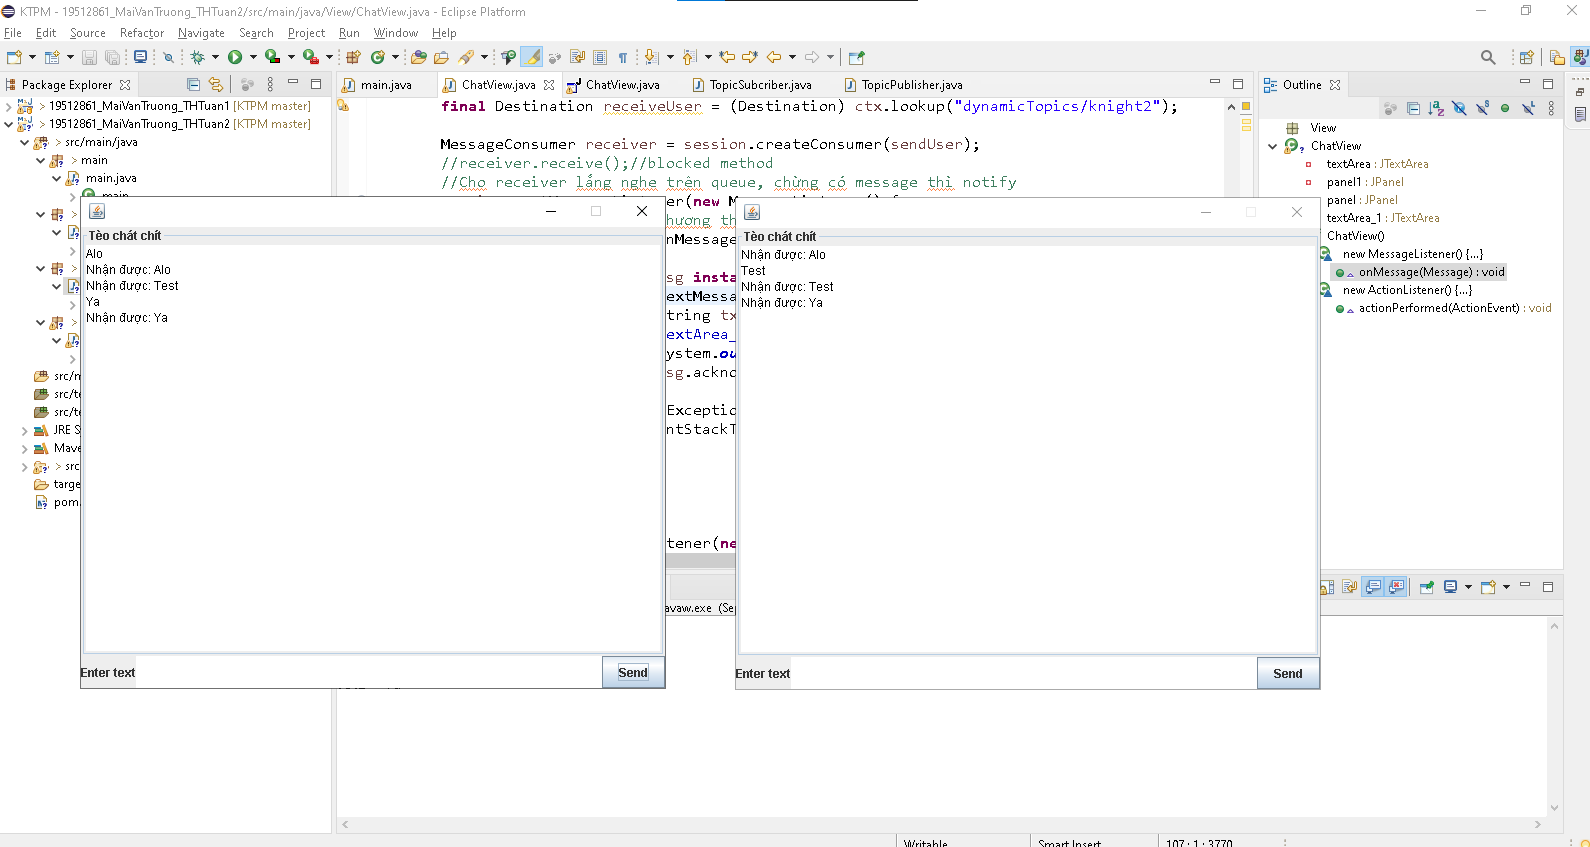 KTPM - 19512861_MaiVanTruong_THTuan2/src/main/java/View/ChatView.java - Eclipse Platform
File Edit Source Refactor Navigate Search Project Run Window Help
Package Explorer
> 19512861_MaiVanTruong_THTuan1 [KTPM master]
> 19512861_MaiVanTruong_THTuan2 [KTPM master]
> src/main/java
> main
main.java
JRE S
Mave
> src
targe
pom.
main.java
ChatView.java
ChatView.java
TopicSubcriber.java
TopicPublisher.java
final Destination receiveUser = (Destination) ctx.lookup("dynamicTopics/knight2");
MessageConsumer receiver = session.createConsumer(sendUser);
//receiver.receive();//blocked method
//Cho receiver lắng nghe trên queue, chừng có message thì notify
er(new M
hương th
nMessage
sg insta
extMessa
tring tx
extArea_
ystem.ou
sg.ackno
Exceptio
ntStackT
tener(ne
avaw.exe (Sep
Tèo chát chít
Alo
Nhận được: Alo
Nhận được: Test
Ya
Nhận được: Ya
Enter text
Send
Tèo chát chít
Nhận được: Alo
Test
Nhận được: Test
Nhận được: Ya
Enter text
Send
Outline
View
ChatView
textArea : JTextArea
panel1 : JPanel
panel : JPanel
textArea_1 : JTextArea
ChatView()
new MessageListener() {...}
onMessage(Message) : void
new ActionListener() {...}
actionPerformed(ActionEvent) : void
Writable
Smart Insert
107 : 1 : 3770